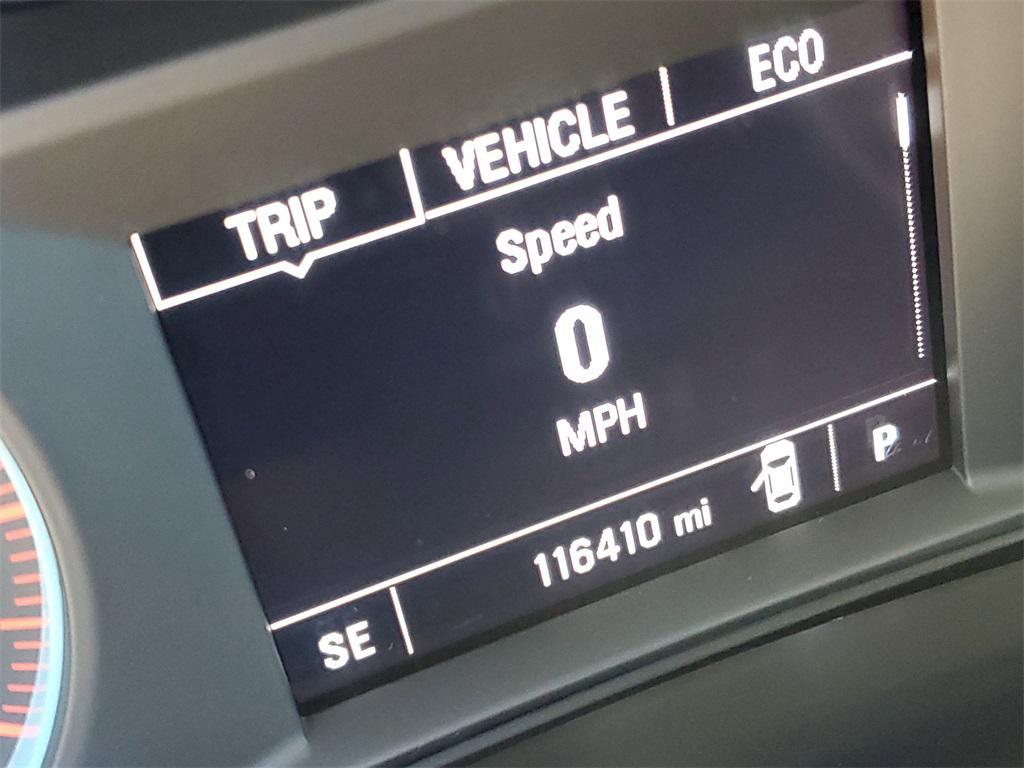 TRIP VEHICLE ECO
Speed
0
MPH
SE 116410 mi P